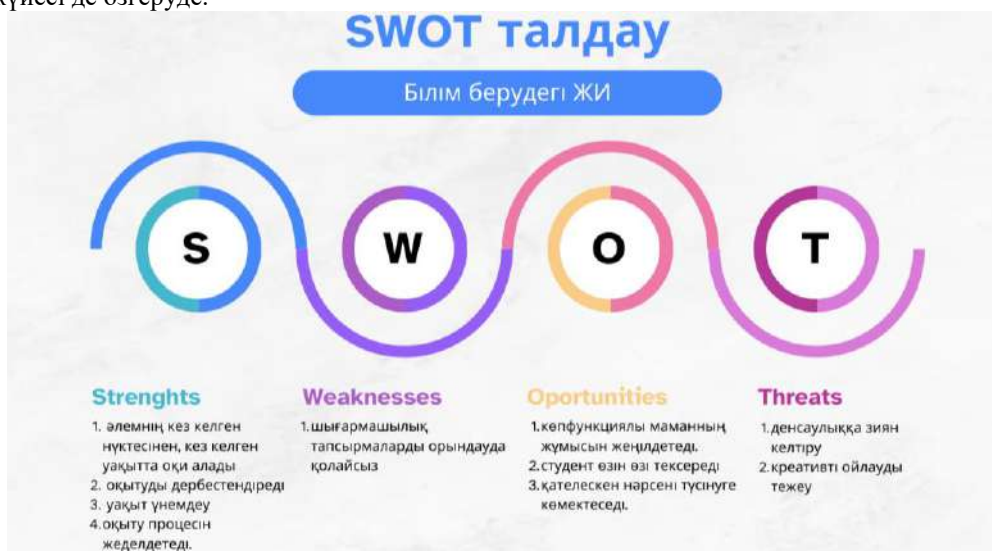 де өзгеруде.
SWOT талдау
Білім берудегі ЖИ
S
W
O
T
Strenghts
1. әлемнің кез келген
нүктесінен, кез келген
уақытта оқи алады
2. оқытуды дербестендіреді
3. уақыт үнемдеу
4.оқыту процесін
жеделдетеді.
Weaknesses
1.шығармашылық
тапсырмаларды орындауда
қолайсыз
Oportunities
1.көпфункциялы маманның
жұмысын жеңілдетеді.
2.студент өзін өзі тексереді
3.қателескен нәрсені түсінуге
көмектеседі.
Threats
1.денсаулыққа зиян
келтіру
2.креативті ойлауды
тежеу